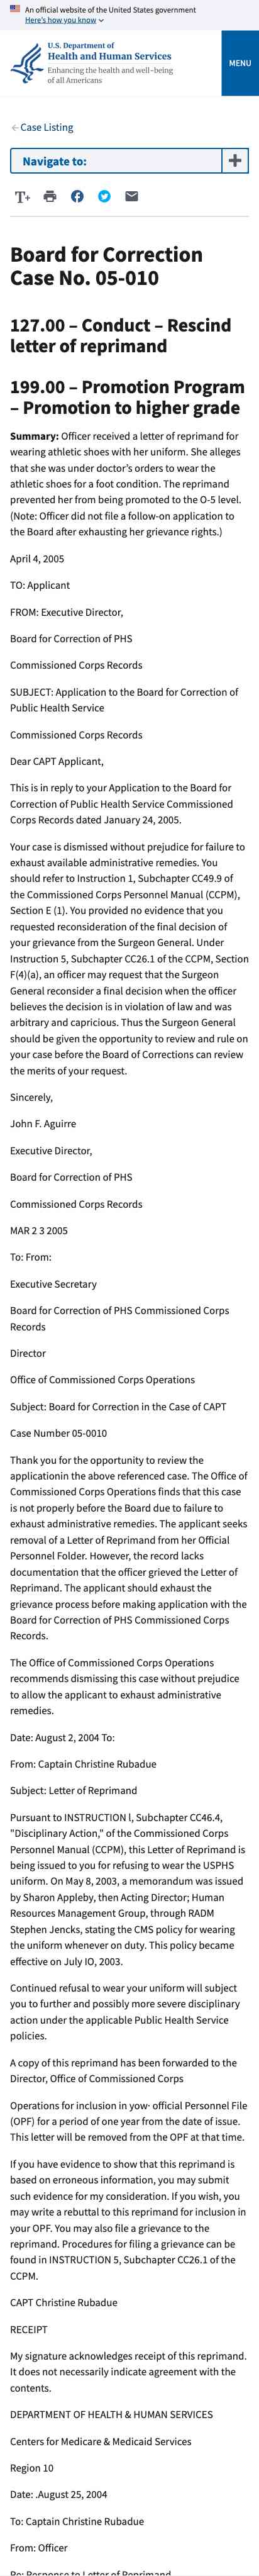 An official website of the United States government
Here's how you know
U.S. Department of
Health and Human Services
Enhancing the health and well-being
of all Americans
MENU
Case Listing
Navigate to:
T+
Board for Correction
Case No. 05-010
127.00 – Conduct – Rescind
letter of reprimand
199.00 – Promotion Program
– Promotion to higher grade
Summary: Officer received a letter of reprimand for
wearing athletic shoes with her uniform. She alleges
that she was under doctor's orders to wear the
athletic shoes for a foot condition. The reprimand
prevented her from being promoted to the O-5 level.
(Note: Officer did not file a follow-on application to
the Board after exhausting her grievance rights.)
April 4, 2005
TO: Applicant
FROM: Executive Director,
Board for Correction of PHS
Commissioned Corps Records
SUBJECT: Application to the Board for Correction of
Public Health Service
Commissioned Corps Records
Dear CAPT Applicant,
This is in reply to your Application to the Board for
Correction of Public Health Service Commissioned
Corps Records dated January 24, 2005.
Your case is dismissed without prejudice for failure to
exhaust available administrative remedies. You
should refer to Instruction 1, Subchapter CC49.9 of
the Commissioned Corps Personnel Manual (CCPM),
Section E (1). You provided no evidence that you
requested reconsideration of the final decision of
your grievance from the Surgeon General. Under
Instruction 5, Subchapter CC26.1 of the CCPM, Section
F(4)(a), an officer may request that the Surgeon
General reconsider a final decision when the officer
believes the decision is in violation of law and was
arbitrary and capricious. Thus the Surgeon General
should be given the opportunity to review and rule on
your case before the Board of Corrections can review
the merits of your request.
Sincerely,
John F. Aguirre
Executive Director,
Board for Correction of PHS
Commissioned Corps Records
MAR 2 3 2005
To: From:
Executive Secretary
Board for Correction of PHS Commissioned Corps
Records
Director
Office of Commissioned Corps Operations
Subject: Board for Correction in the Case of CAPT
Case Number 05-0010
Thank you for the opportunity to review the
applicationin the above referenced case. The Office of
Commissioned Corps Operations finds that this case
is not properly before the Board due to failure to
exhaust administrative remedies. The applicant seeks
removal of a Letter of Reprimand from her Official
Personnel Folder. However, the record lacks
documentation that the officer grieved the Letter of
Reprimand. The applicant should exhaust the
grievance process before making application with the
Board for Correction of PHS Commissioned Corps
Records.
The Office of Commissioned Corps Operations
recommends dismissing this case without prejudice
to allow the applicant to exhaust administrative
remedies.
Date: August 2, 2004 To:
From: Captain Christine Rubadue
Subject: Letter of Reprimand
Pursuant to INSTRUCTION l, Subchapter CC46.4,
"Disciplinary Action," of the Commissioned Corps
Personnel Manual (CCPM), this Letter of Reprimand is
being issued to you for refusing to wear the USPHS
uniform. On May 8, 2003, a memorandum was issued
by Sharon Appleby, then Acting Director; Human
Resources Management Group, through RADM
Stephen Jencks, stating the CMS policy for wearing
the uniform whenever on duty. This policy became
effective on July IO, 2003.
Continued refusal to wear your uniform will subject
you to further and possibly more severe disciplinary
action under the applicable Public Health Service
policies.
A copy of this reprimand has been forwarded to the
Director, Office of Commissioned Corps
Operations for inclusion in yow· official Personnel File
(OPF) for a period of one year from the date of issue.
This letter will be removed from the OPF at that time.
If you have evidence to show that this reprimand is
based on erroneous information, you may submit
such evidence for my consideration. If you wish, you
may write a rebuttal to this reprimand for inclusion in
your OPF. You may also file a grievance to the
reprimand. Procedures for filing a grievance can be
found in INSTRUCTION 5, Subchapter CC26.1 of the
CCPM.
CAPT Christine Rubadue
RECEIPT
My signature acknowledges receipt of this reprimand.
It does not necessarily indicate agreement with the
contents.
DEPARTMENT OF HEALTH & HUMAN SERVICES
Centers for Medicare & Medicaid Services
Region 10
Date: .August 25, 2004
To: Captain Christine Rubadue
From: Officer
Re: Response to Letter of Reprimand